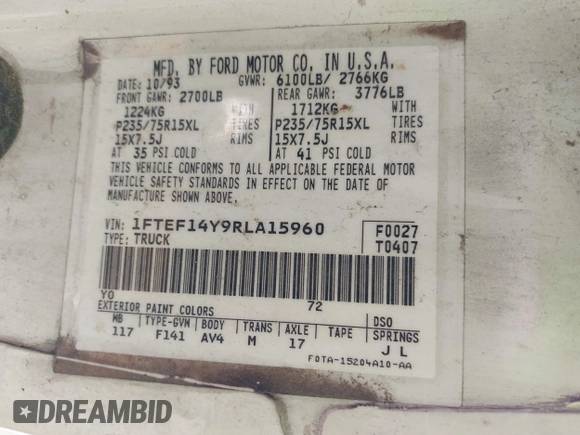 MFD. BY FORD MOTOR CO. IN U.S.A.
DATE: 10/93 GVWR: 6100LB/ 2766KG
FRONT GAWR: 2700LB REAR GAWR: 3776LB
1224KG WITH 1712KG WITH
P235/75R15XL TIRES P235/75R15XL TIRES
15X7.5J RIMS 15X7.5J RIMS
AT 35 PSI COLD AT 41 PSI COLD
THIS VEHICLE CONFORMS TO ALL APPLICABLE FEDERAL MOTOR
VEHICLE SAFETY STANDARDS IN EFFECT ON THE DATE OF
MANUFACTURE SHOWN ABOVE.
VIN: 1FTEF14Y9RLA15960 F0027
TYPE: TRUCK T0407
YO 72
EXTERIOR PAINT COLORS DSO
WB TYPE-GVM BODY TRANS AXLE TAPE SPRINGS
117 F141 AV4 M 17 J L
F0TA-15204A10-AA
DREAMBID